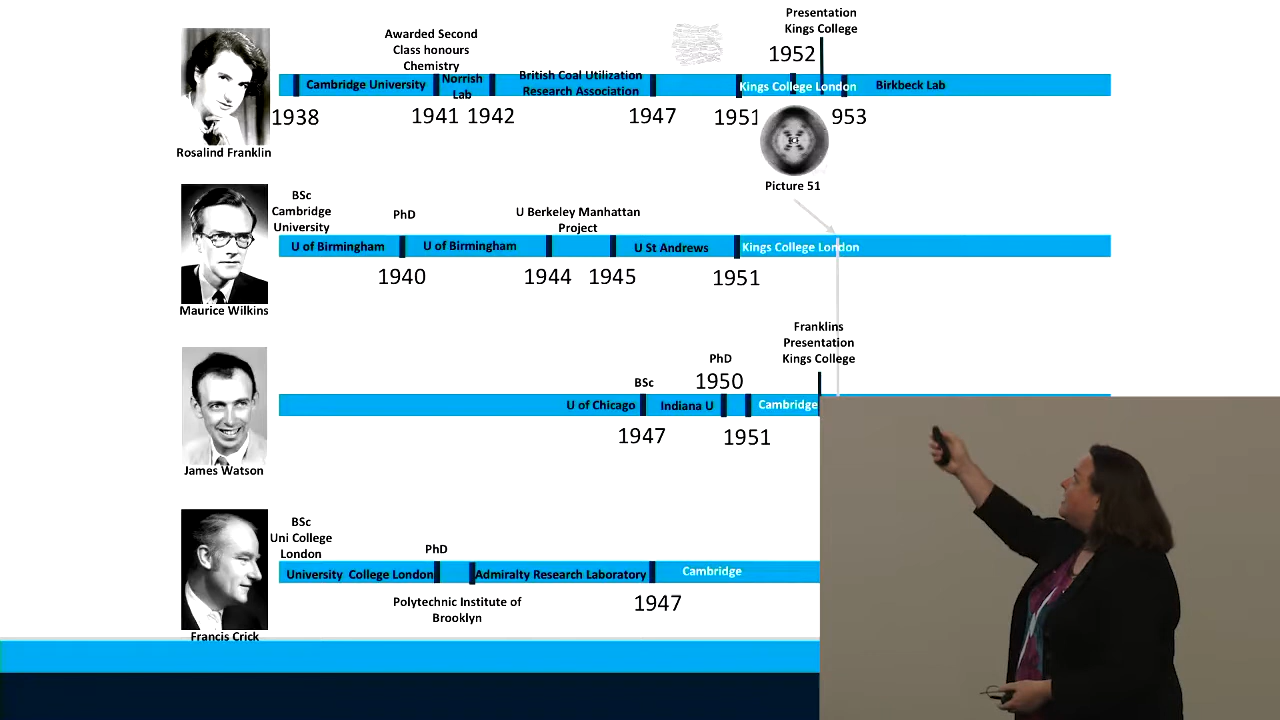 Presentation
Kings College
1952
Awarded Second
Class honours
Chemistry
Cambridge University
Norrish
Lab
British Coal Utilization
Research Association
Kings College London
Birkbeck Lab
1938
1941
1942
1947
1951
953
Rosalind Franklin
Picture 51
BSc
Cambridge
University
PhD
U Berkeley Manhattan
Project
U of Birmingham
U of Birmingham
U St Andrews
Kings College London
1940
1944
1945
1951
Maurice Wilkins
Franklins
Presentation
Kings College
PhD
1950
BSc
U of Chicago
Indiana U
Cambridge
1947
1951
James Watson
BSc
Uni College
London
PhD
University College London
Admiralty Research Laboratory
Cambridge
Polytechnic Institute of
Brooklyn
1947
Francis Crick